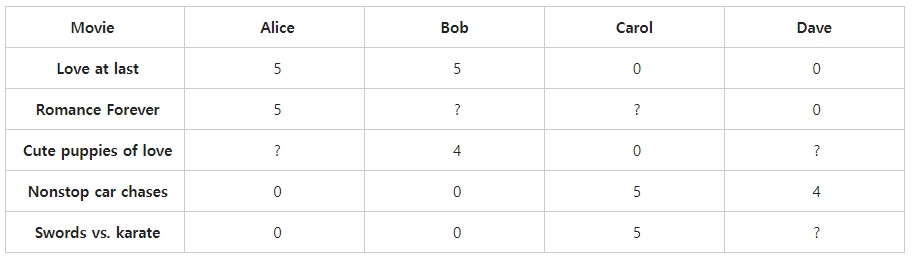 Movie Alice Bob Carol Dave
Love at last 5 5 0 0
Romance Forever 5 ? ? 0
Cute puppies of love ? 4 0 ?
Nonstop car chases 0 0 5 4
Swords vs. karate 0 0 5 ?